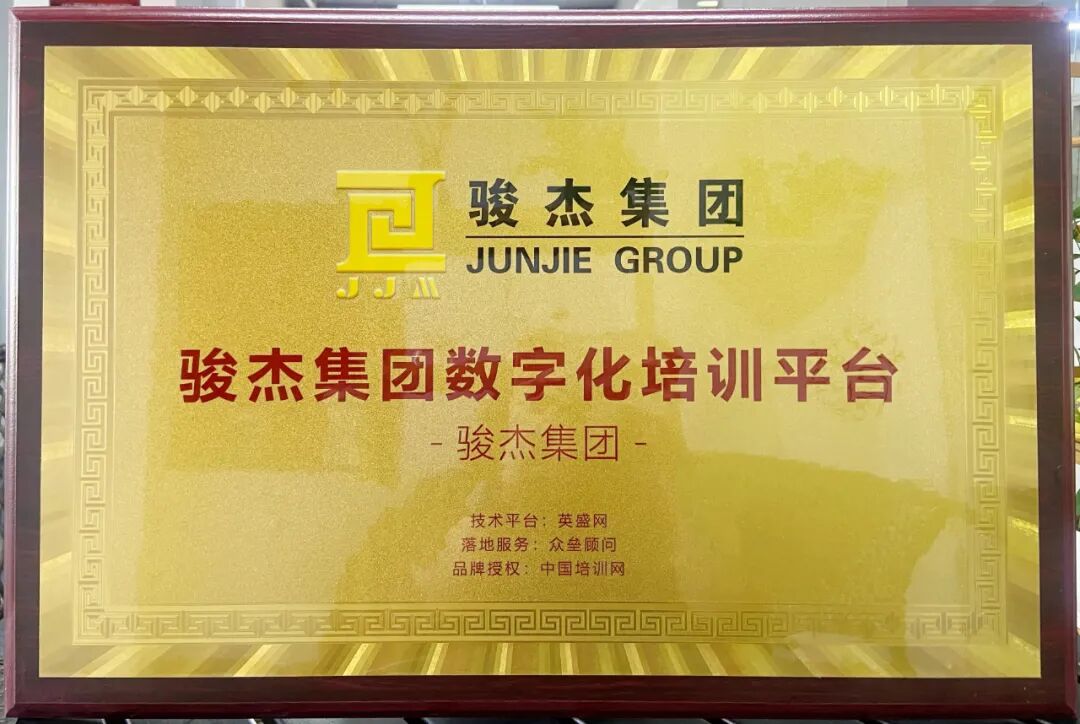 骏杰集团
JUNJIE GROUP
JJM
骏杰集团数字化培训平台
- 骏杰集团 -
技术平台：英盛网
落地服务：众垒顾问
品牌授权：中国培训网